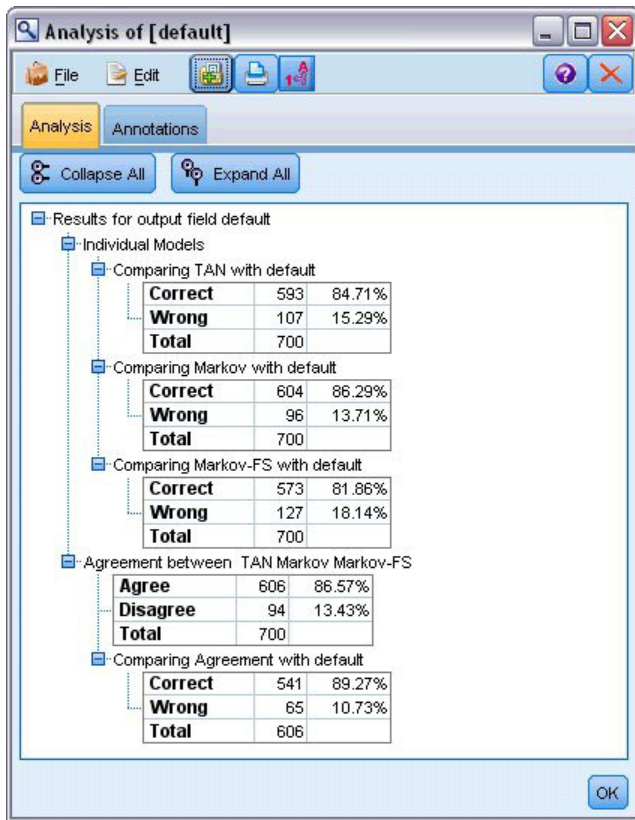 Analysis of [default]
File Edit
Analysis Annotations
Collapse All Expand All
Results for output field default
Individual Models
Comparing TAN with default
Correct 593 84.71%
Wrong 107 15.29%
Total 700
Comparing Markov with default
Correct 604 86.29%
Wrong 96 13.71%
Total 700
Comparing Markov-FS with default
Correct 573 81.86%
Wrong 127 18.14%
Total 700
Agreement between TAN Markov Markov-FS
Agree 606 86.57%
Disagree 94 13.43%
Total 700
Comparing Agreement with default
Correct 541 89.27%
Wrong 65 10.73%
Total 606
OK